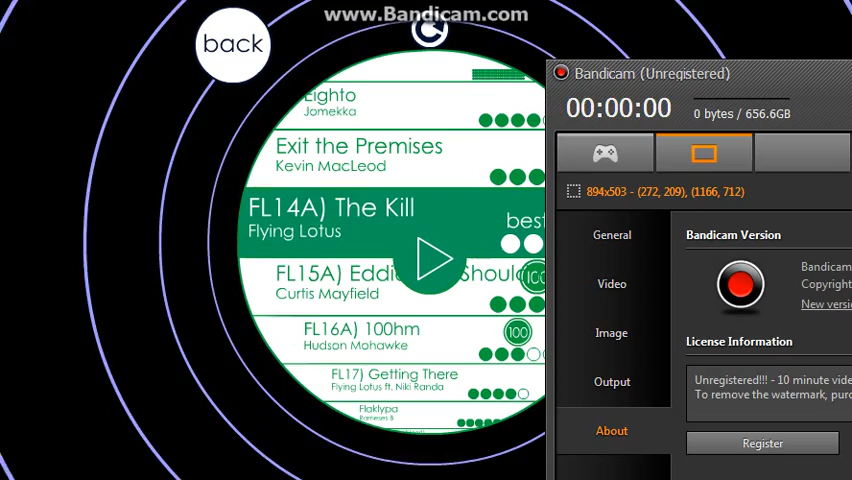 www.Bandicam.com
back
Eighto
Jomekka
Exit the Premises
Kevin MacLeod
FL14A) The Kill
Flying Lotus
best
FL15A) Eddie Should
Curtis Mayfield
100
FL16A) 100hm
Hudson Mohawke
100
FL17) Getting There
Flying Lotus ft. Niki Randa
Flaklypa
Bandicam (Unregistered)
00:00:00
0 bytes / 656.6GB
894x503 - (272, 209), (1166, 712)
General
Video
Image
Output
About
Bandicam Version
Bandicam
Copyright
New versi
License Information
Unregistered!!! - 10 minute vide
To remove the watermark, purc
Register